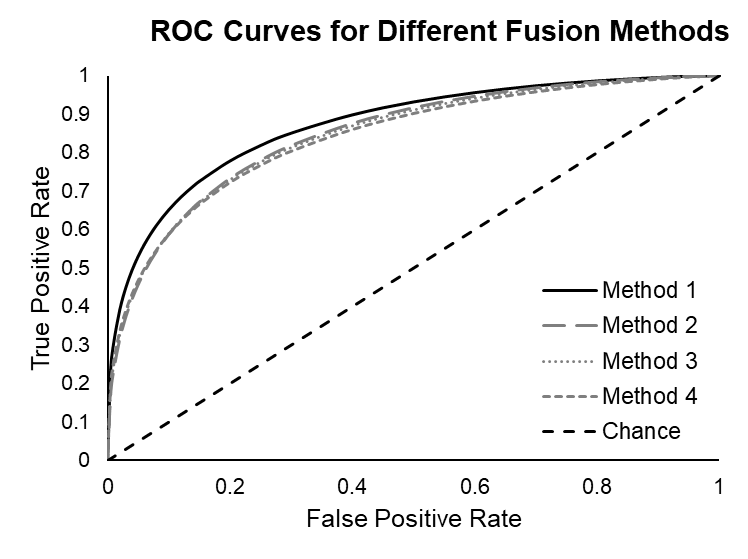 ROC Curves for Different Fusion Methods
1
0.9
0.8
0.7
0.6
0.5
0.4
0.3
0.2
0.1
0
True Positive Rate
Method 1
Method 2
Method 3
Method 4
Chance
0 0.2 0.4 0.6 0.8 1
False Positive Rate